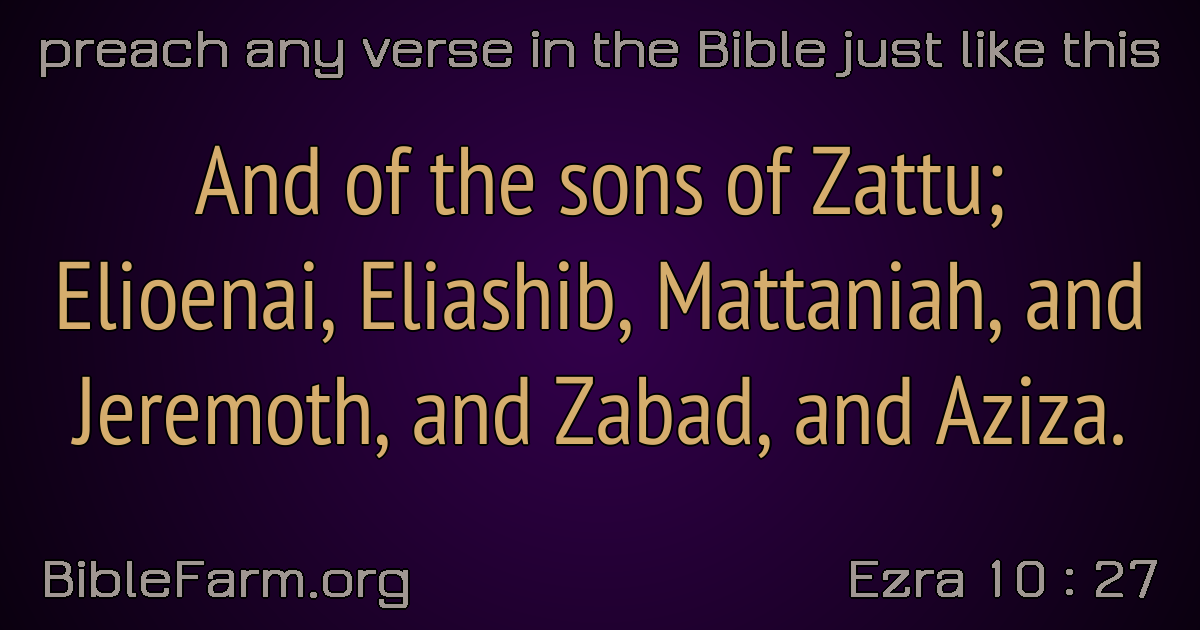 preach any verse in the Bible just like this
And of the sons of Zattu;
Elioenai, Eliashib, Mattaniah, and
Jeremoth, and Zabad, and Aziza.
BibleFarm.org
Ezra 10 : 27